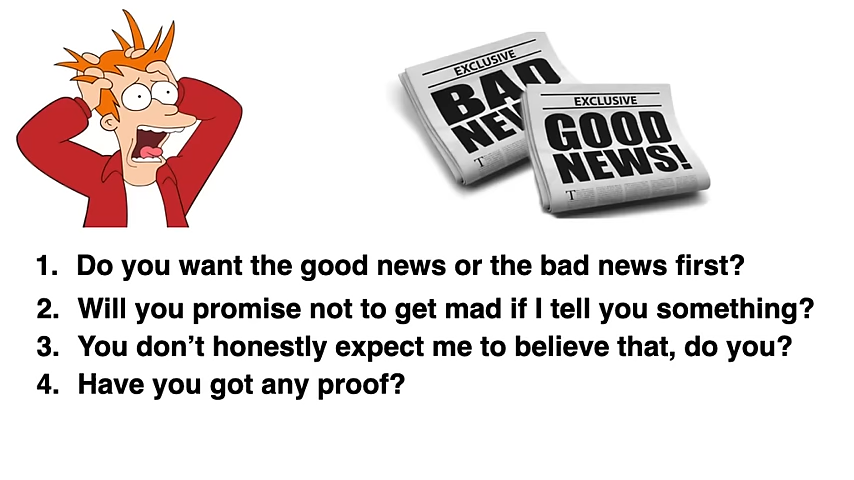 EXCLUSIVE
BAD
EXCLUSIVE
GOOD
NEWS!
1. Do you want the good news or the bad news first?
2. Will you promise not to get mad if I tell you something?
3. You don’t honestly expect me to believe that, do you?
4. Have you got any proof?